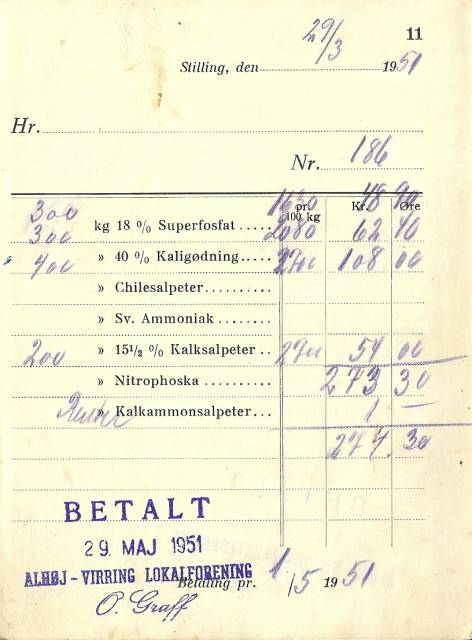 29/3 11
Stilling, den 1951
Hr.
Nr. 186
pr. 100 kg Kr. Øre
300 1630 48 90
300 kg 18 % Superfosfat 2080 62 40
400 » 40 % Kaligødning 2700 108 00
» Chilesalpeter
» Sv. Ammoniak
200 » 15½ % Kalksalpeter 2700 54 00
» Nitrophoska 273 30
» Kalkammonsalpeter 1 —
274.30
BETALT
29. MAJ 1951
ALHØJ-VIRRING LOKALFORENING
Betaling pr. 1/5 1951
O. Graff